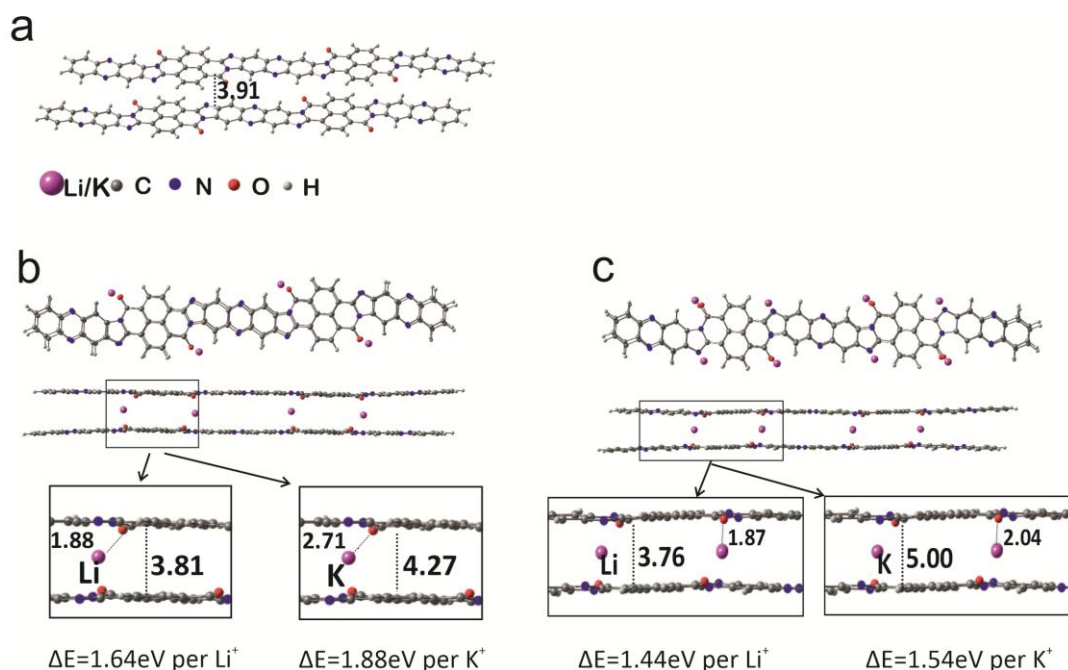 a
3.91
Li/K C N O H
b
c
1.88
Li
3.81
2.71
K
4.27
Li
3.76
1.87
K
5.00
2.04
ΔE=1.64eV per Li⁺
ΔE=1.88eV per K⁺
ΔE=1.44eV per Li⁺
ΔE=1.54eV per K⁺